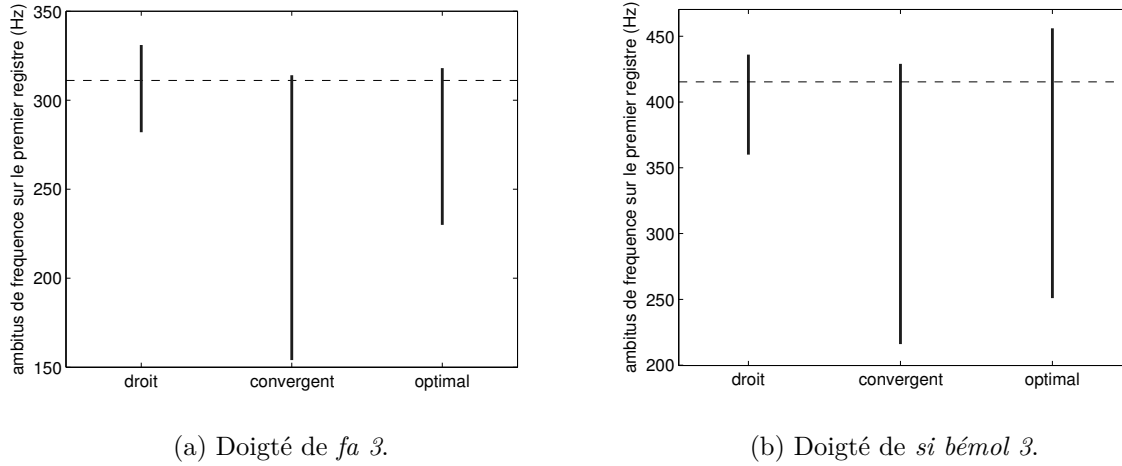 ambitus de frequence sur le premier registre (Hz)
350
300
250
200
150
droit convergent optimal
(a) Doigté de fa 3.
ambitus de frequence sur le premier registre (Hz)
450
400
350
300
250
200
droit convergent optimal
(b) Doigté de si bémol 3.